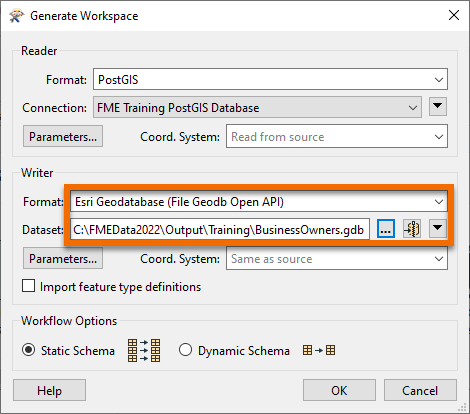 Generate Workspace
Reader
Format: PostGIS
Connection: FME Training PostGIS Database
Parameters... Coord. System: Read from source
Writer
Format: Esri Geodatabase (File Geodb Open API)
Dataset: C:\FMEData2022\Output\Training\BusinessOwners.gdb ...
Parameters... Coord. System: Same as source
Import feature type definitions
Workflow Options
Static Schema Dynamic Schema
Help OK Cancel